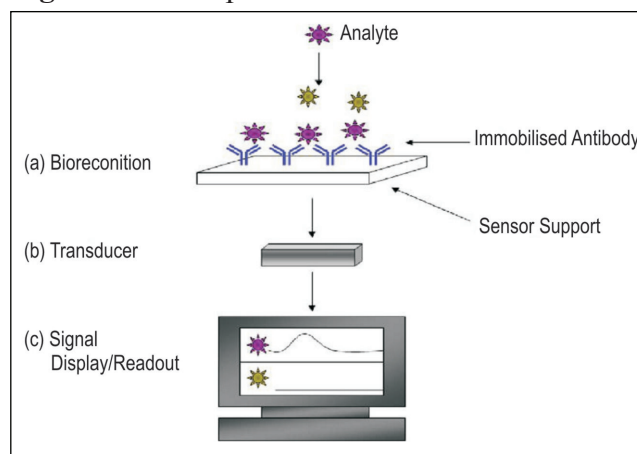 Analyte
Immobilised Antibody
(a) Bioreconition
Sensor Support
(b) Transducer
(c) Signal
Display/Readout